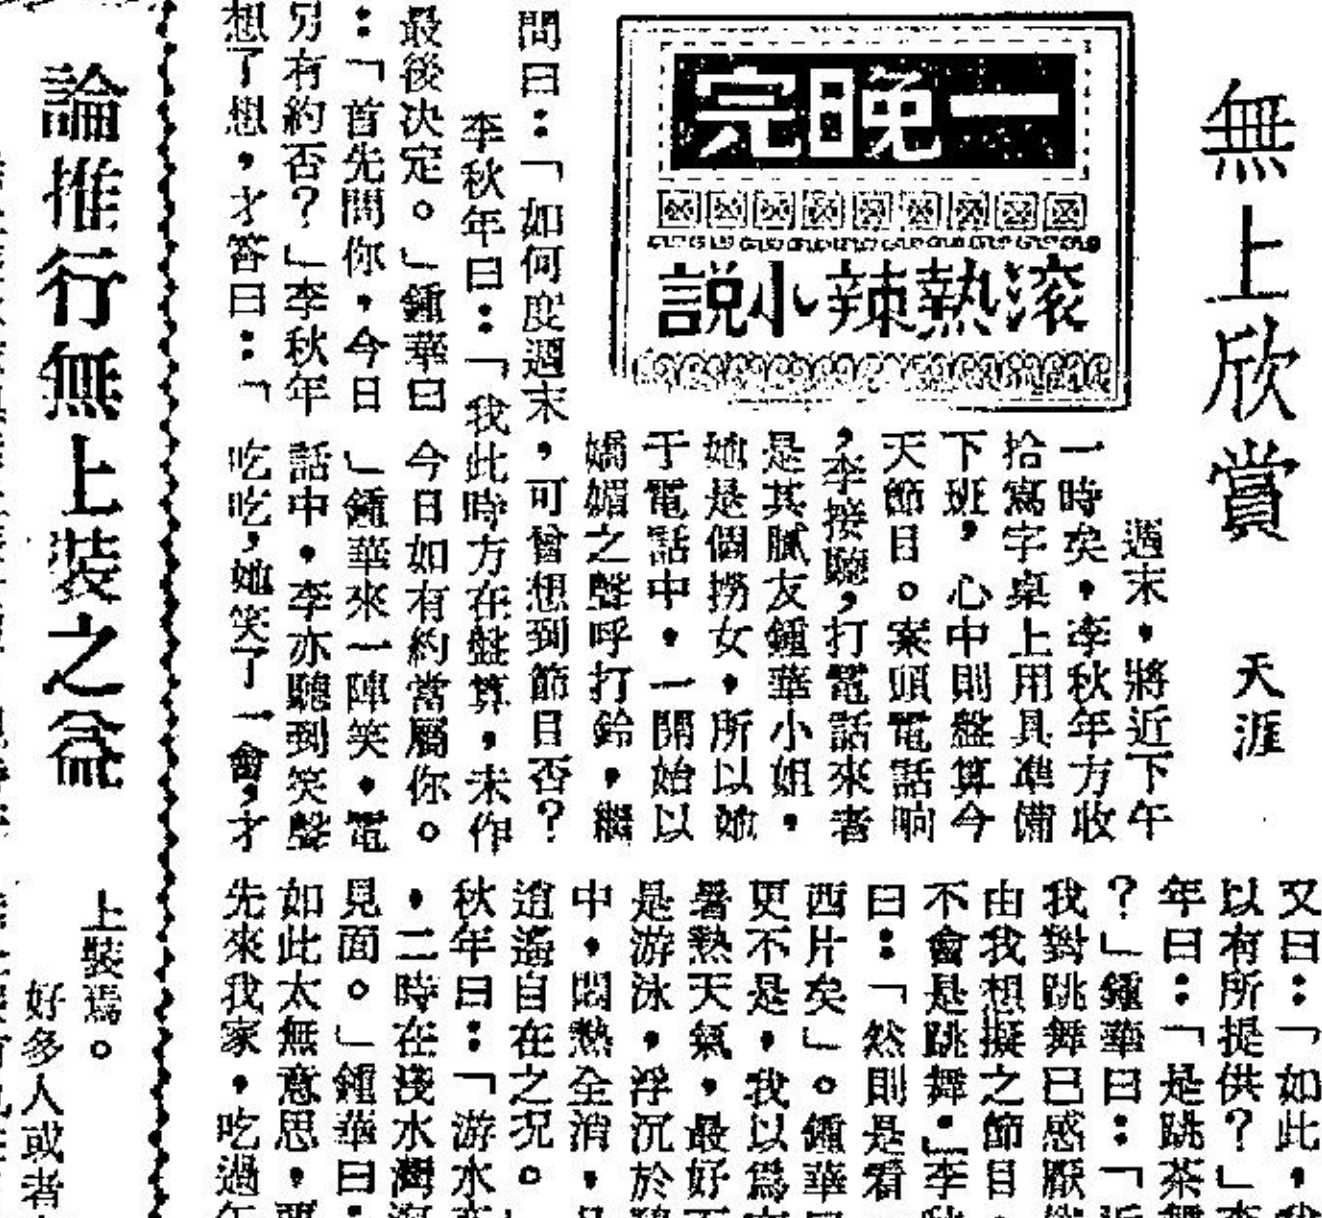 無上欣賞
天涯
一晚完
滾熱辣小說
週末,將近下午
一時矣,李秋年方收
拾寫字桌上用具準備
下班,心中則盤算今
天節目。案頭電話响
,李接聽,打電話來者
是其膩友鍾華小姐,
她是個撈女,所以她
于電話中,一開始以
嬌媚之聲呼打鈴,繼
問曰:「如何度週末,可曾想到節目否?
李秋年曰:「我此時方在盤算,未作
最後决定。」鍾華曰
:「首先問你,今日
另有約否?」李秋年
想了想,才答曰:「
今日如有約當屬你。
」鍾華來一陣笑,電
話中,李亦聽到笑聲
吃吃,她笑了一會,才
又曰:「如此,我
以有所提供?」李
年曰:「是跳茶舞
?」鍾華曰:「近
我對跳舞已感厭
由我想擬之節目,
不會是跳舞。」李秋
曰:「然則是看
西片矣」。鍾華曰
更不是,我以爲
暑熱天氣,最好
是游泳,浮沉於
中,悶熱全消,
逍遙自在之况。
秋年曰:「游水
,二時在淺水灣
見面。」鍾華曰:
如此太無意思,要
先來我家,吃過午
論推行無上裝之益
上裝焉。
好多人或者